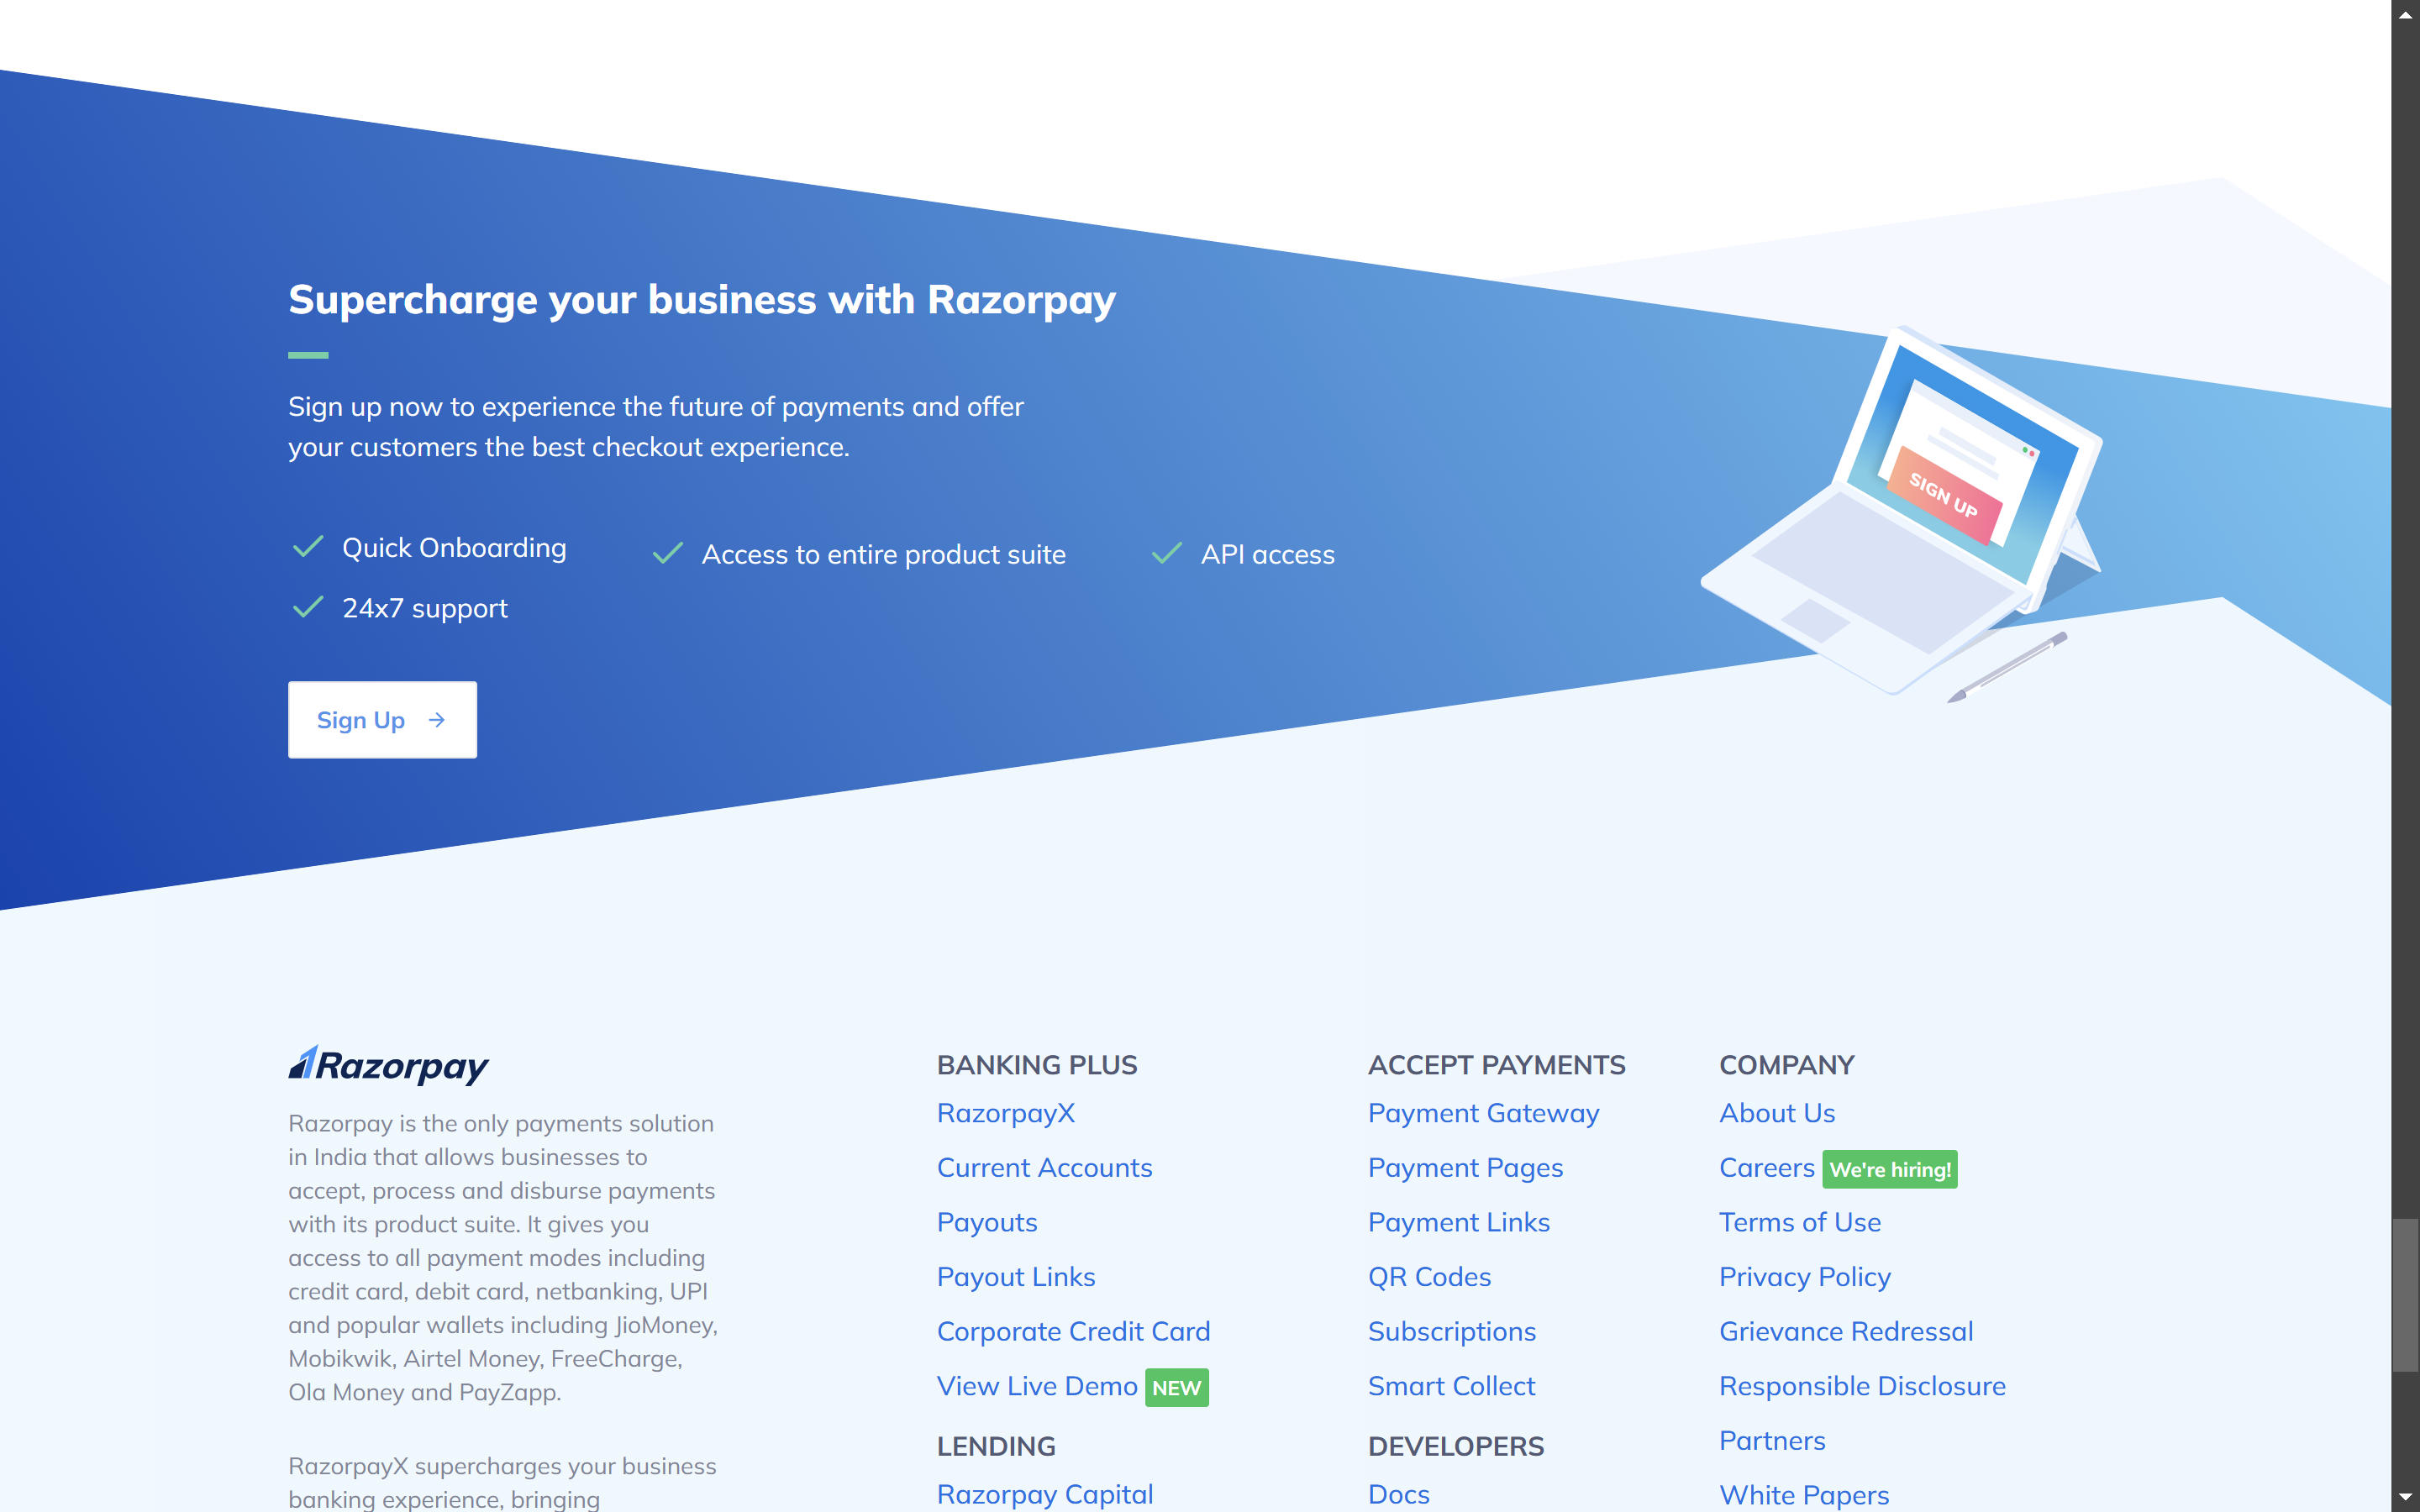 Supercharge your business with Razorpay
Sign up now to experience the future of payments and offer
your customers the best checkout experience.
Quick Onboarding
Access to entire product suite
API access
24x7 support
Sign Up
SIGN UP
Razorpay
Razorpay is the only payments solution
in India that allows businesses to
accept, process and disburse payments
with its product suite. It gives you
access to all payment modes including
credit card, debit card, netbanking, UPI
and popular wallets including JioMoney,
Mobikwik, Airtel Money, FreeCharge,
Ola Money and PayZapp.
RazorpayX supercharges your business
banking experience, bringing
BANKING PLUS
RazorpayX
Current Accounts
Payouts
Payout Links
Corporate Credit Card
View Live Demo NEW
LENDING
Razorpay Capital
ACCEPT PAYMENTS
Payment Gateway
Payment Pages
Payment Links
QR Codes
Subscriptions
Smart Collect
DEVELOPERS
Docs
COMPANY
About Us
Careers We're hiring!
Terms of Use
Privacy Policy
Grievance Redressal
Responsible Disclosure
Partners
White Papers